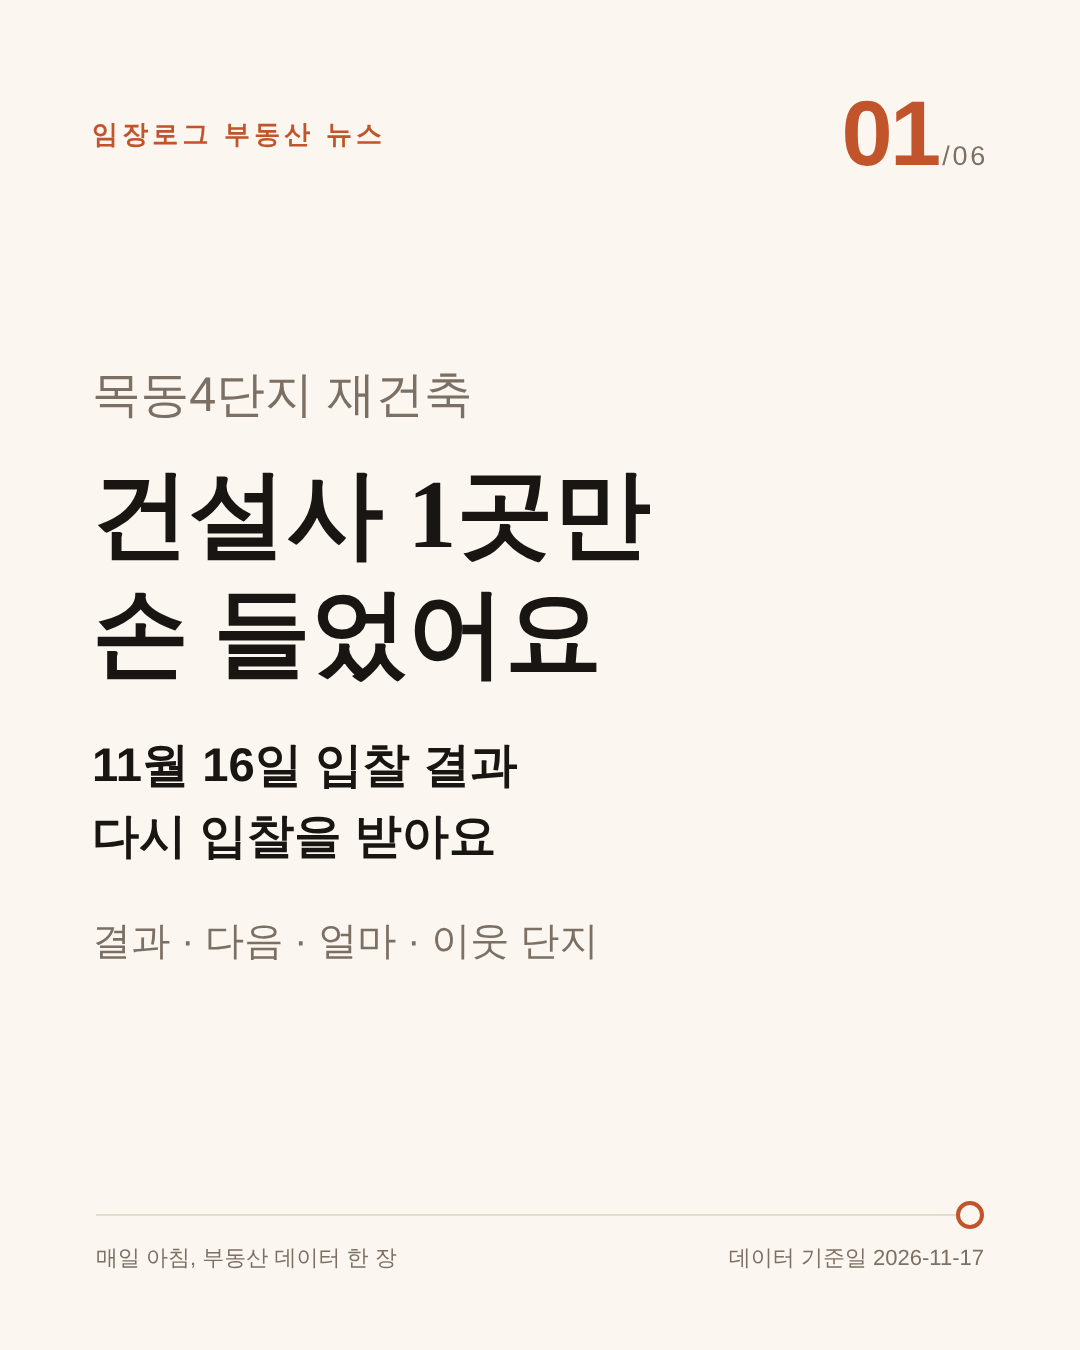 임장로그 부동산 뉴스
01/06
목동4단지 재건축
건설사 1곳만
손 들었어요
11월 16일 입찰 결과
다시 입찰을 받아요
결과 · 다음 · 얼마 · 이웃 단지
매일 아침, 부동산 데이터 한 장
데이터 기준일 2026-11-17